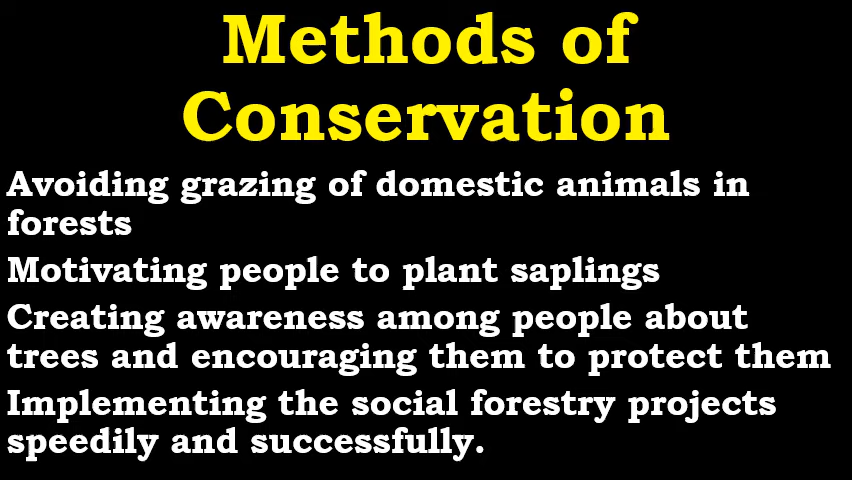 Methods of
Conservation
Avoiding grazing of domestic animals in
forests
Motivating people to plant saplings
Creating awareness among people about
trees and encouraging them to protect them
Implementing the social forestry projects
speedily and successfully.